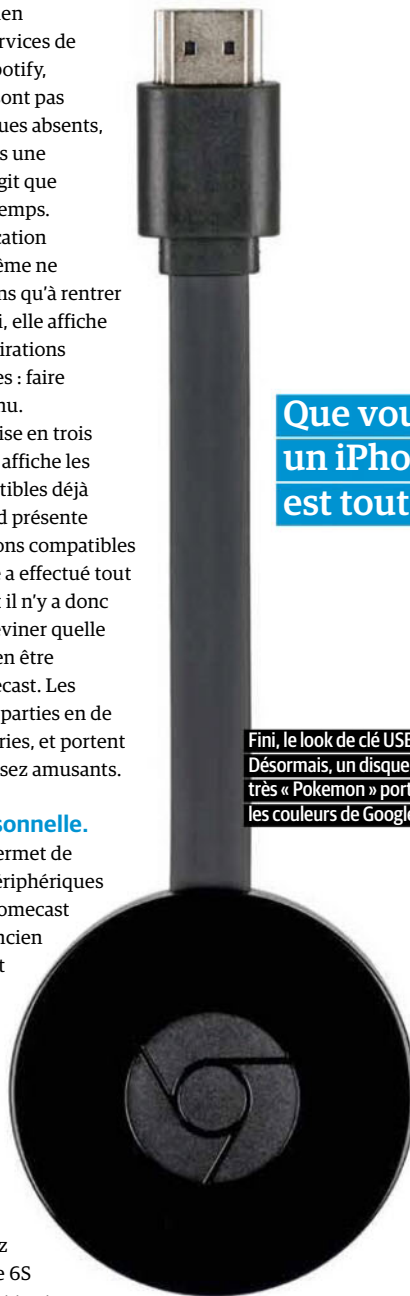 en
rvices de
potify,
sont pas
ues absents,
s une
git que
emps.
ation
ême ne
ns qu'à rentrer
i, elle affiche
irations
es : faire
nu.
ise en trois
affiche les
tibles déjà
d présente
ons compatibles
e a effectué tout
t il n'y a donc
eviner quelle
en être
ecast. Les
parties en de
ries, et portent
sez amusants.
sonnelle.
ermet de
ériphériques
omecast
ncien
t
z
e 6S
Que vou
un iPho
est tout
Fini, le look de clé USB
Désormais, un disque
très « Pokemon » port
les couleurs de Google